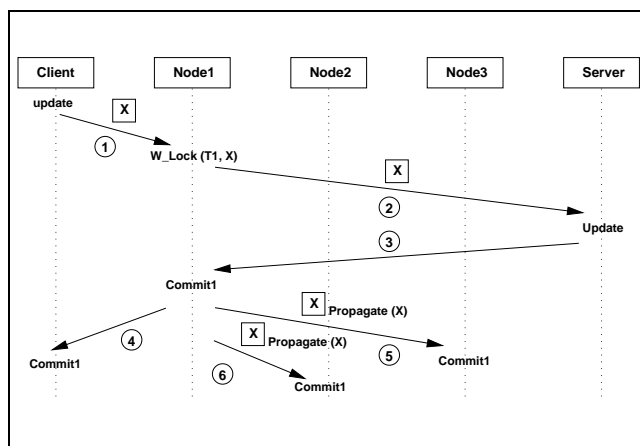 Client Node1 Node2 Node3 Server
update
X
1
W_Lock (T1, X)
X
2
Update
3
Commit1
X Propagate (X)
X Propagate (X)
4
5
Commit1
Commit1
6
Commit1